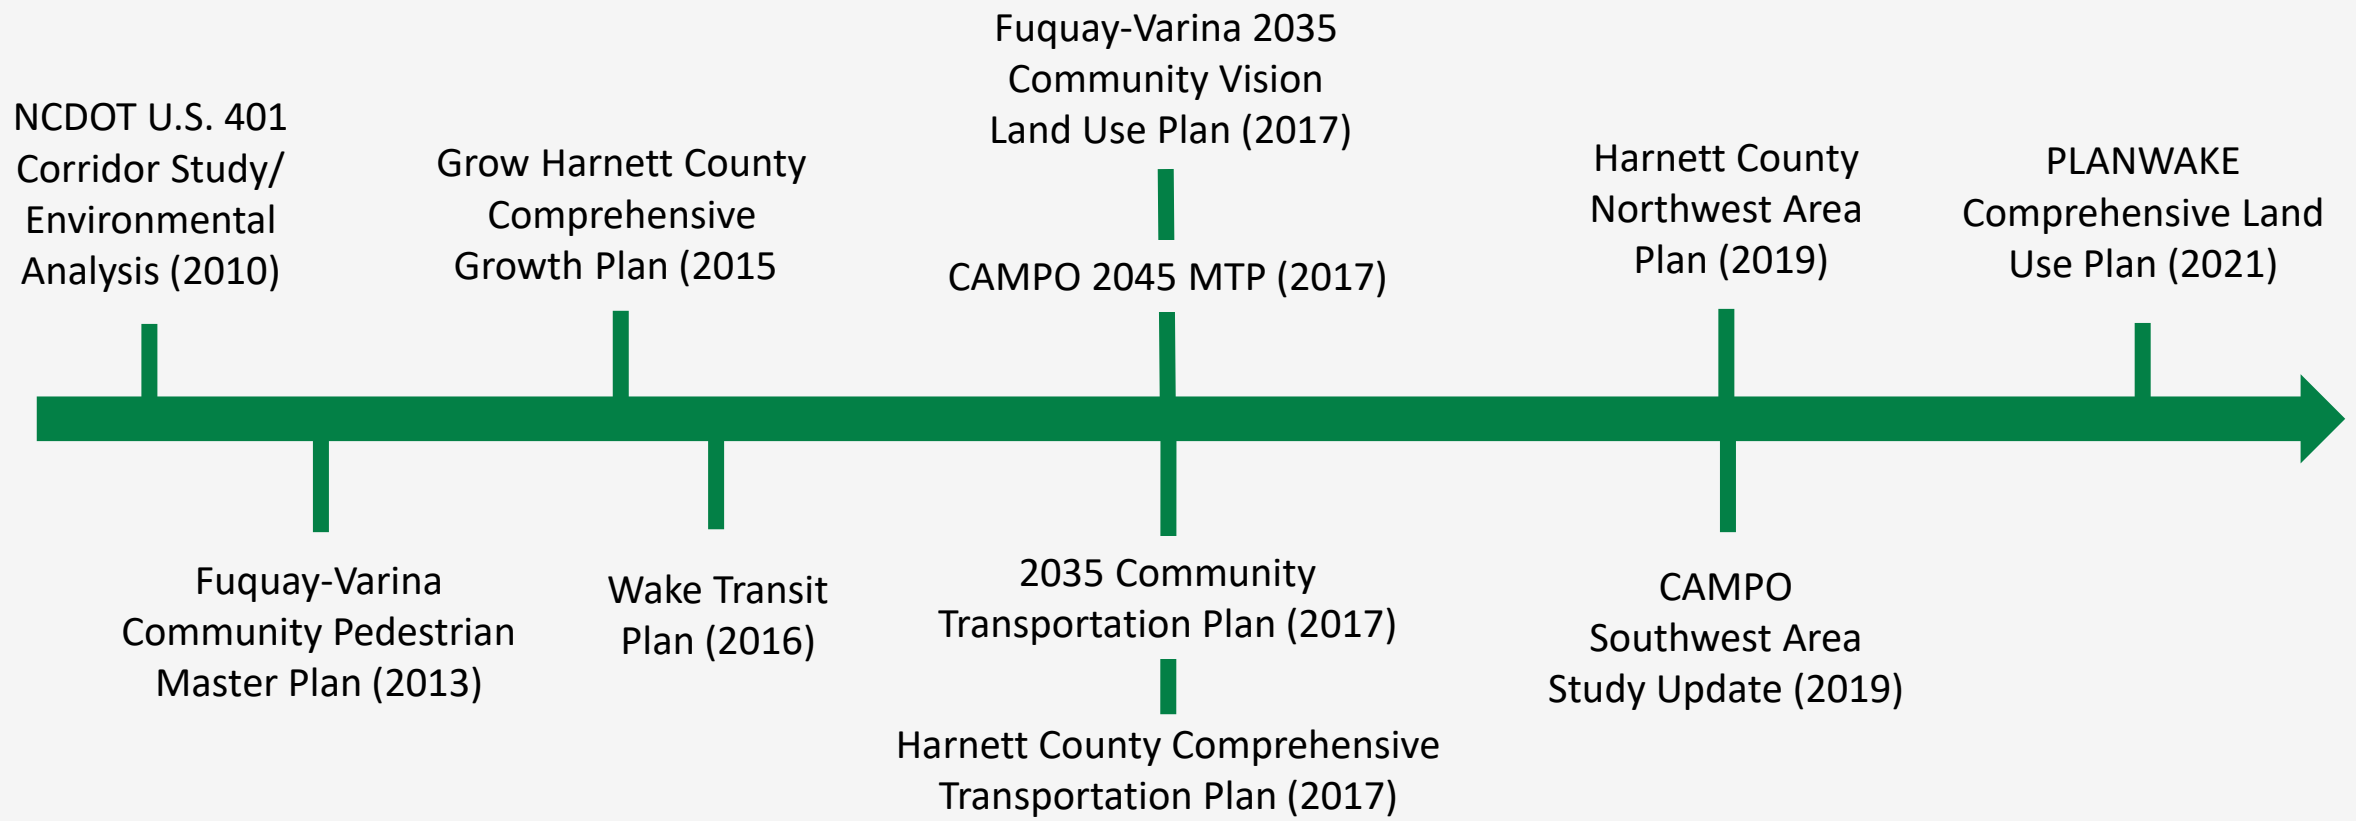 NCDOT U.S. 401
Corridor Study/
Environmental
Analysis (2010)
Grow Harnett County
Comprehensive
Growth Plan (2015
Fuquay-Varina 2035
Community Vision
Land Use Plan (2017)
CAMPO 2045 MTP (2017)
Harnett County
Northwest Area
Plan (2019)
PLANWAKE
Comprehensive Land
Use Plan (2021)
Fuquay-Varina
Community Pedestrian
Master Plan (2013)
Wake Transit
Plan (2016)
2035 Community
Transportation Plan (2017)
Harnett County Comprehensive
Transportation Plan (2017)
CAMPO
Southwest Area
Study Update (2019)